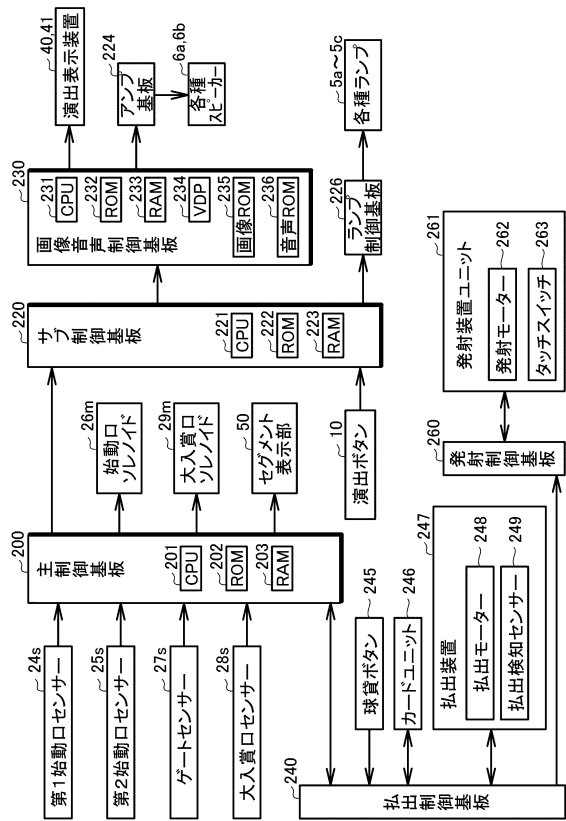 24s
第1始動口センサー
25s
第2始動口センサー
27s
ゲートセンサー
28s
大入賞口センサー
200
主制御基板
201
CPU
202
ROM
203
RAM
26m
始動口
ソレノイド
29m
大入賞口
ソレノイド
50
セグメント
表示部
10
演出ボタン
220
サブ制御基板
221
CPU
222
ROM
223
RAM
230
画像音声制御基板
231
CPU
232
ROM
233
RAM
234
VDP
235
画像ROM
236
音声ROM
40,41
演出表示装置
224
アンプ
基板
6a,6b
各種
スピーカー
226
ランプ
制御基板
5a～5c
各種ランプ
240
払出制御基板
245
球貸ボタン
246
カードユニット
247
払出装置
248
払出モーター
249
払出検知センサー
260
発射制御基板
261
発射装置ユニット
262
発射モーター
263
タッチスイッチ